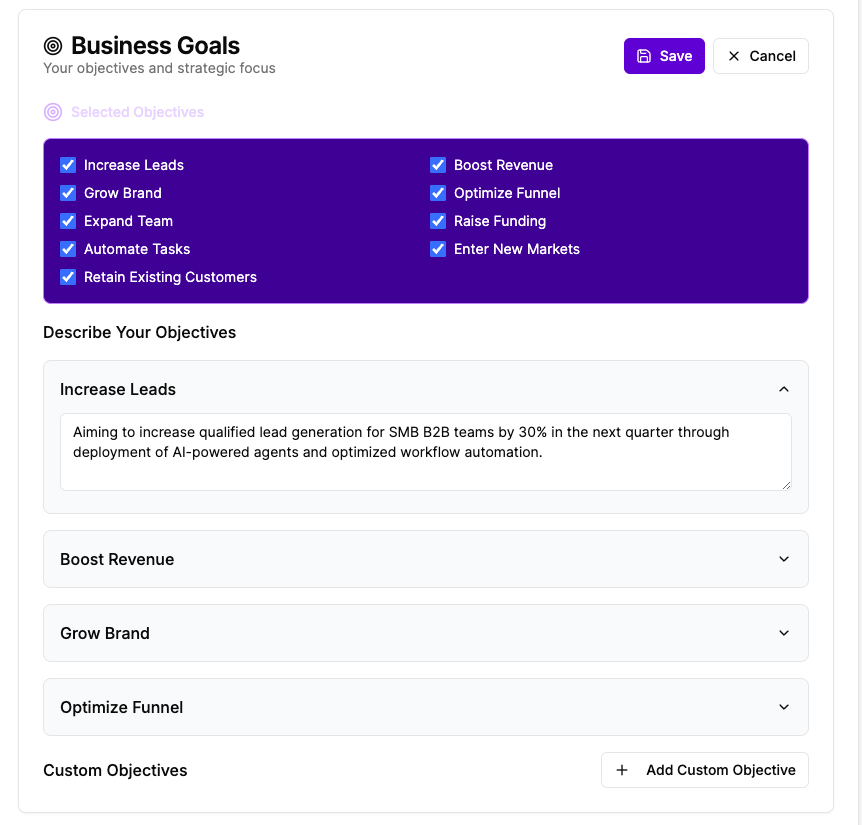 Business Goals
Your objectives and strategic focus
Save
Cancel
Selected Objectives
Increase Leads
Boost Revenue
Grow Brand
Optimize Funnel
Expand Team
Raise Funding
Automate Tasks
Enter New Markets
Retain Existing Customers
Describe Your Objectives
Increase Leads
Aiming to increase qualified lead generation for SMB B2B teams by 30% in the next quarter through
deployment of AI-powered agents and optimized workflow automation.
Boost Revenue
Grow Brand
Optimize Funnel
Custom Objectives
Add Custom Objective